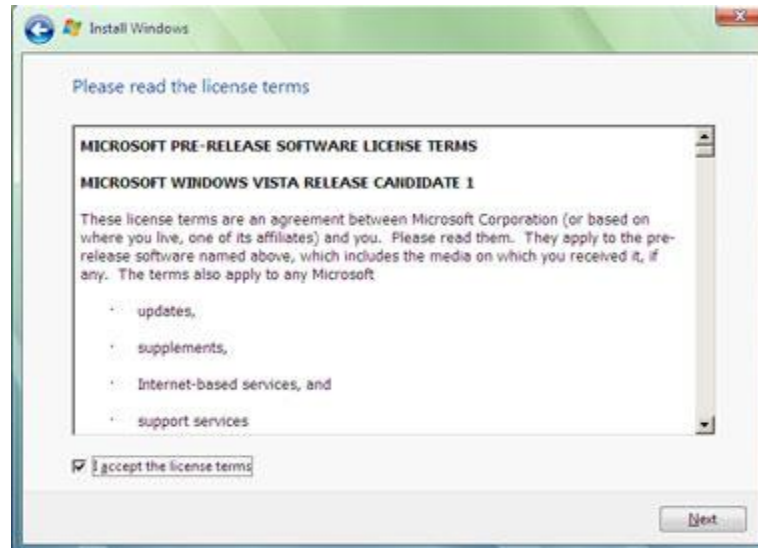 Install Windows
Please read the license terms
MICROSOFT PRE-RELEASE SOFTWARE LICENSE TERMS
MICROSOFT WINDOWS VISTA RELEASE CANDIDATE 1
These license terms are an agreement between Microsoft Corporation (or based on
where you live, one of its affiliates) and you. Please read them. They apply to the pre-
release software named above, which includes the media on which you received it, if
any. The terms also apply to any Microsoft
· updates,
· supplements,
· Internet-based services, and
· support services
I accept the license terms
Next